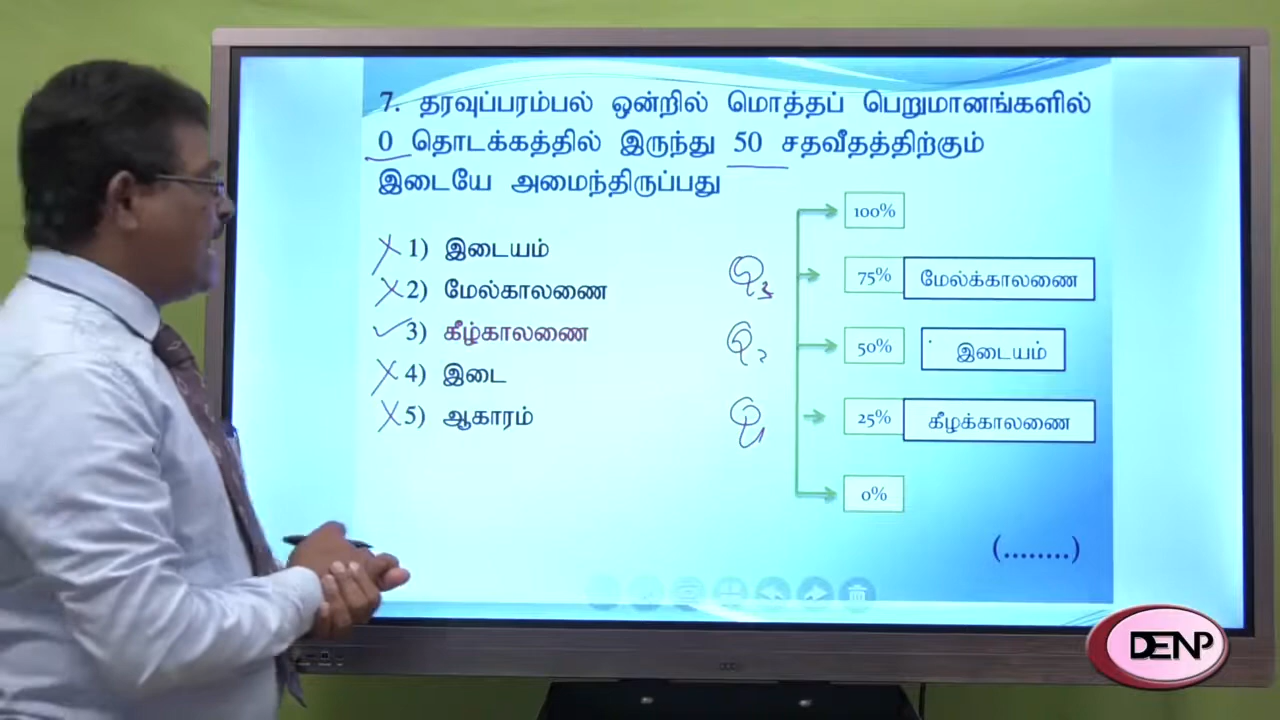 7. தரவுப்பரம்பல் ஒன்றில் மொத்தப் பெறுமானங்களில்
0 தொடக்கத்தில் இருந்து 50 சதவீதத்திற்கும்
இடையே அமைந்திருப்பது
1) இடையம்
2) மேல்காலணை
3) கீழ்காலணை
4) இடை
5) ஆகாரம்
100%
Q3 75% மேல்க்காலணை
Q2 50% இடையம்
Q1 25% கீழக்காலணை
0%
(........)
DENP